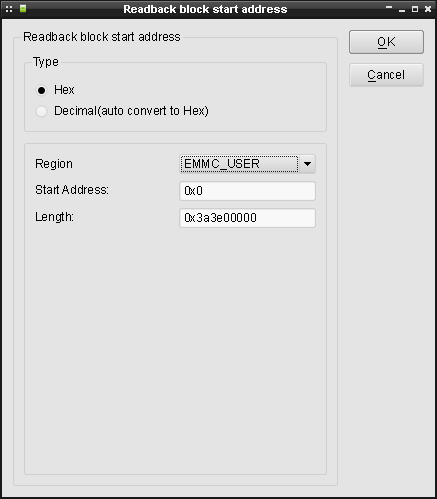 Readback block start address
Readback block start address
OK
Type
Cancel
Hex
Decimal(auto convert to Hex)
Region
EMMC_USER
Start Address:
0x0
Length:
0x3a3e00000